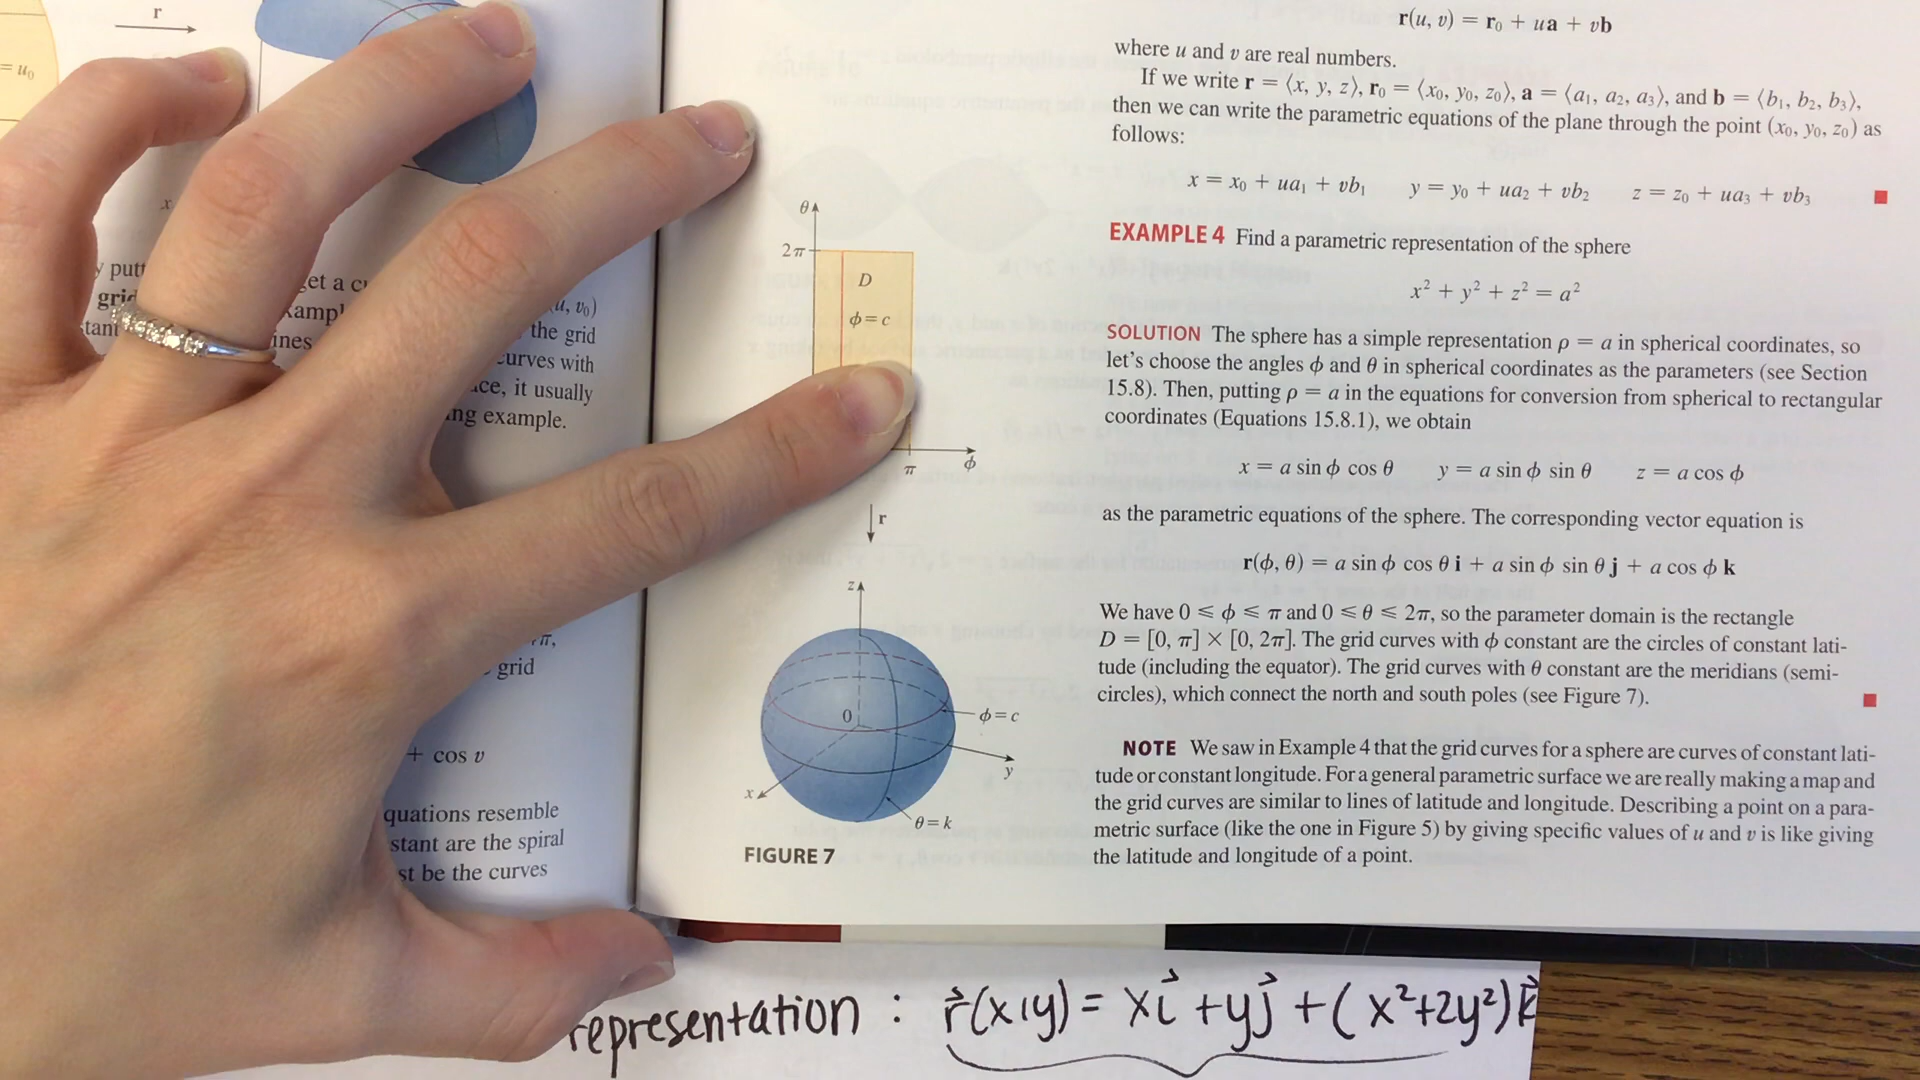 r
= u₀
x
y putt
grid
tant
et a c
(u, v₀)
the grid
ines
curves with
it usually
ng example.
π,
grid
+ cos v
quations resemble
stant are the spiral
st be the curves
r(u, v) = r₀ + ua + vb
where u and v are real numbers.
If we write r = ⟨x, y, z⟩, r₀ = ⟨x₀, y₀, z₀⟩, a = ⟨a₁, a₂, a₃⟩, and b = ⟨b₁, b₂, b₃⟩,
then we can write the parametric equations of the plane through the point (x₀, y₀, z₀) as
follows:
x = x₀ + ua₁ + vb₁ y = y₀ + ua₂ + vb₂ z = z₀ + ua₃ + vb₃
EXAMPLE 4 Find a parametric representation of the sphere
x² + y² + z² = a²
SOLUTION The sphere has a simple representation ρ = a in spherical coordinates, so
let's choose the angles ϕ and θ in spherical coordinates as the parameters (see Section
15.8). Then, putting ρ = a in the equations for conversion from spherical to rectangular
coordinates (Equations 15.8.1), we obtain
x = a sin ϕ cos θ y = a sin ϕ sin θ z = a cos ϕ
as the parametric equations of the sphere. The corresponding vector equation is
r(ϕ, θ) = a sin ϕ cos θ i + a sin ϕ sin θ j + a cos ϕ k
We have 0 ⩽ ϕ ⩽ π and 0 ⩽ θ ⩽ 2π, so the parameter domain is the rectangle
D = [0, π] × [0, 2π]. The grid curves with ϕ constant are the circles of constant lati-
tude (including the equator). The grid curves with θ constant are the meridians (semi-
circles), which connect the north and south poles (see Figure 7).
NOTE We saw in Example 4 that the grid curves for a sphere are curves of constant lati-
tude or constant longitude. For a general parametric surface we are really making a map and
the grid curves are similar to lines of latitude and longitude. Describing a point on a para-
metric surface (like the one in Figure 5) by giving specific values of u and v is like giving
the latitude and longitude of a point.
θ
2π
D
ϕ = c
π
ϕ
r
z
0
ϕ = c
y
x
θ = k
FIGURE 7
representation : r⃗(x,y) = xi⃗ + yj⃗ + (x²+2y²)k⃗